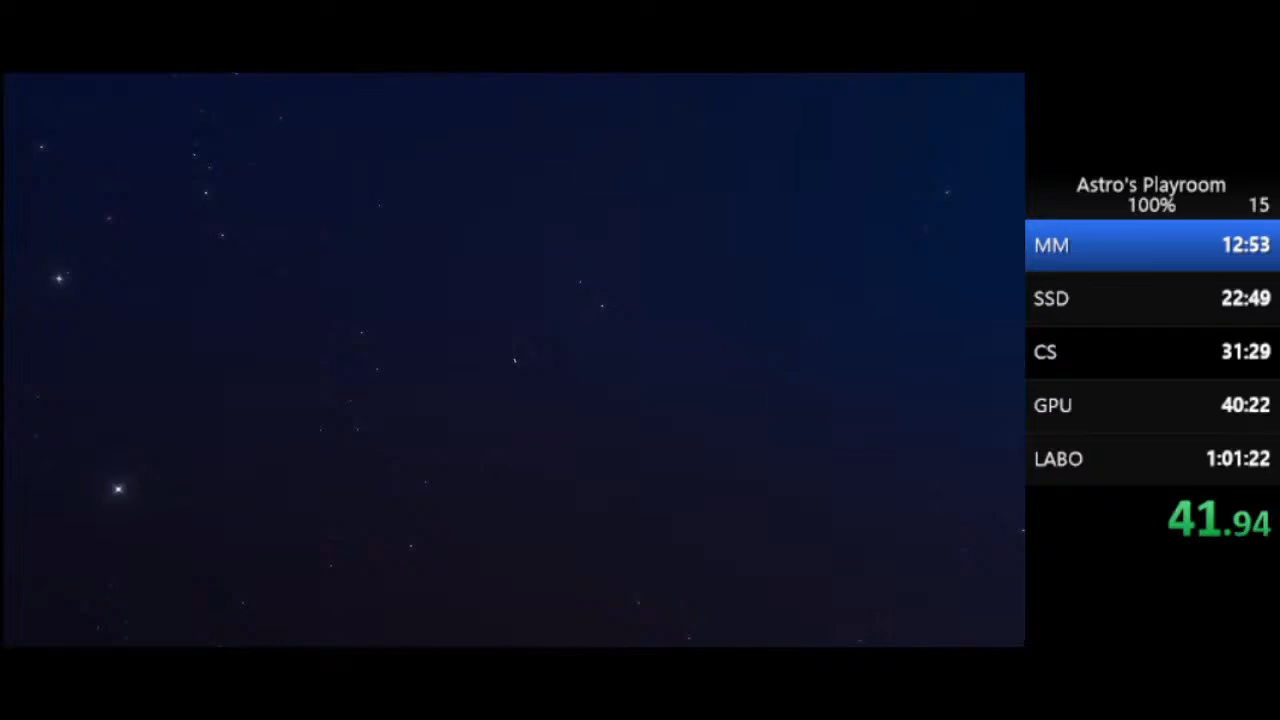 Astro's Playroom
100% 15
MM 12:53
SSD 22:49
CS 31:29
GPU 40:22
LABO 1:01:22
41.94